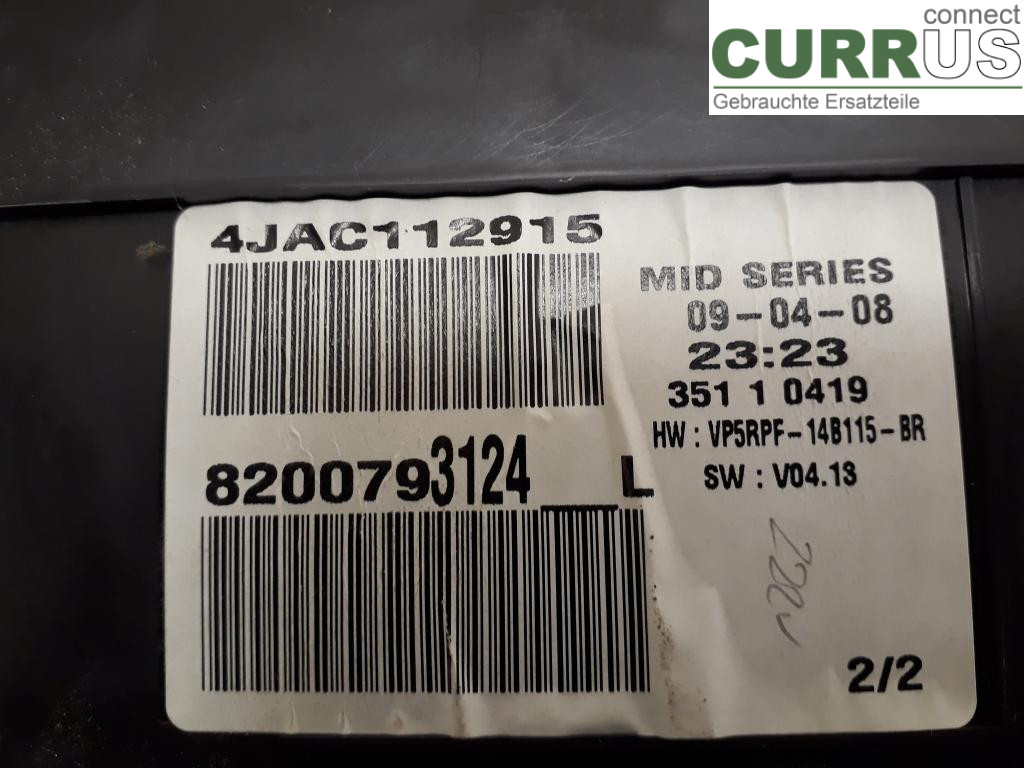 connect
CURRUS
Gebrauchte Ersatzteile
4JAC112915
MID SERIES
09-04-08
23:23
351 1 0419
HW : VP5RPF-14B115-BR
SW : V04.13
8200793124___L
2/2